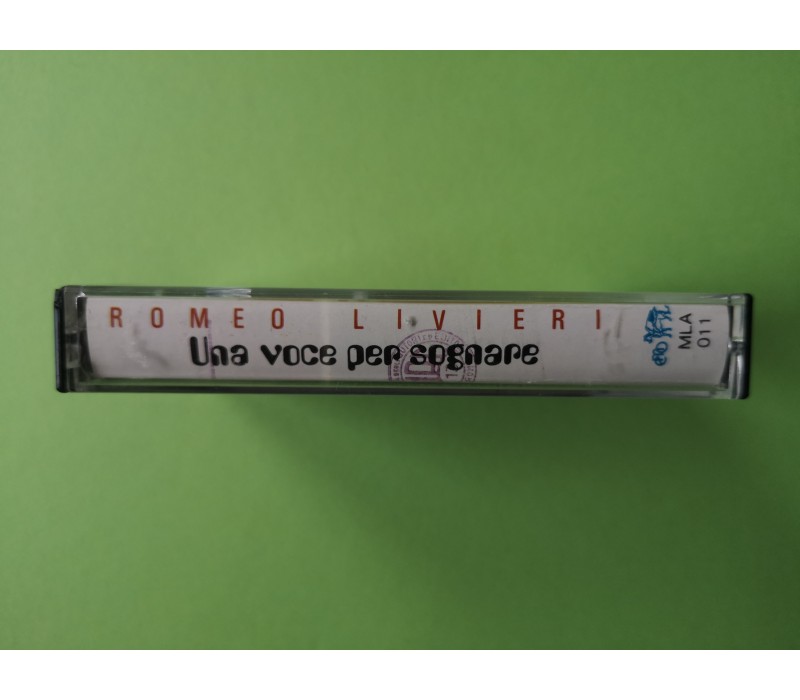 ROMEO LIVIERI
Una voce per sognare
MLA
011